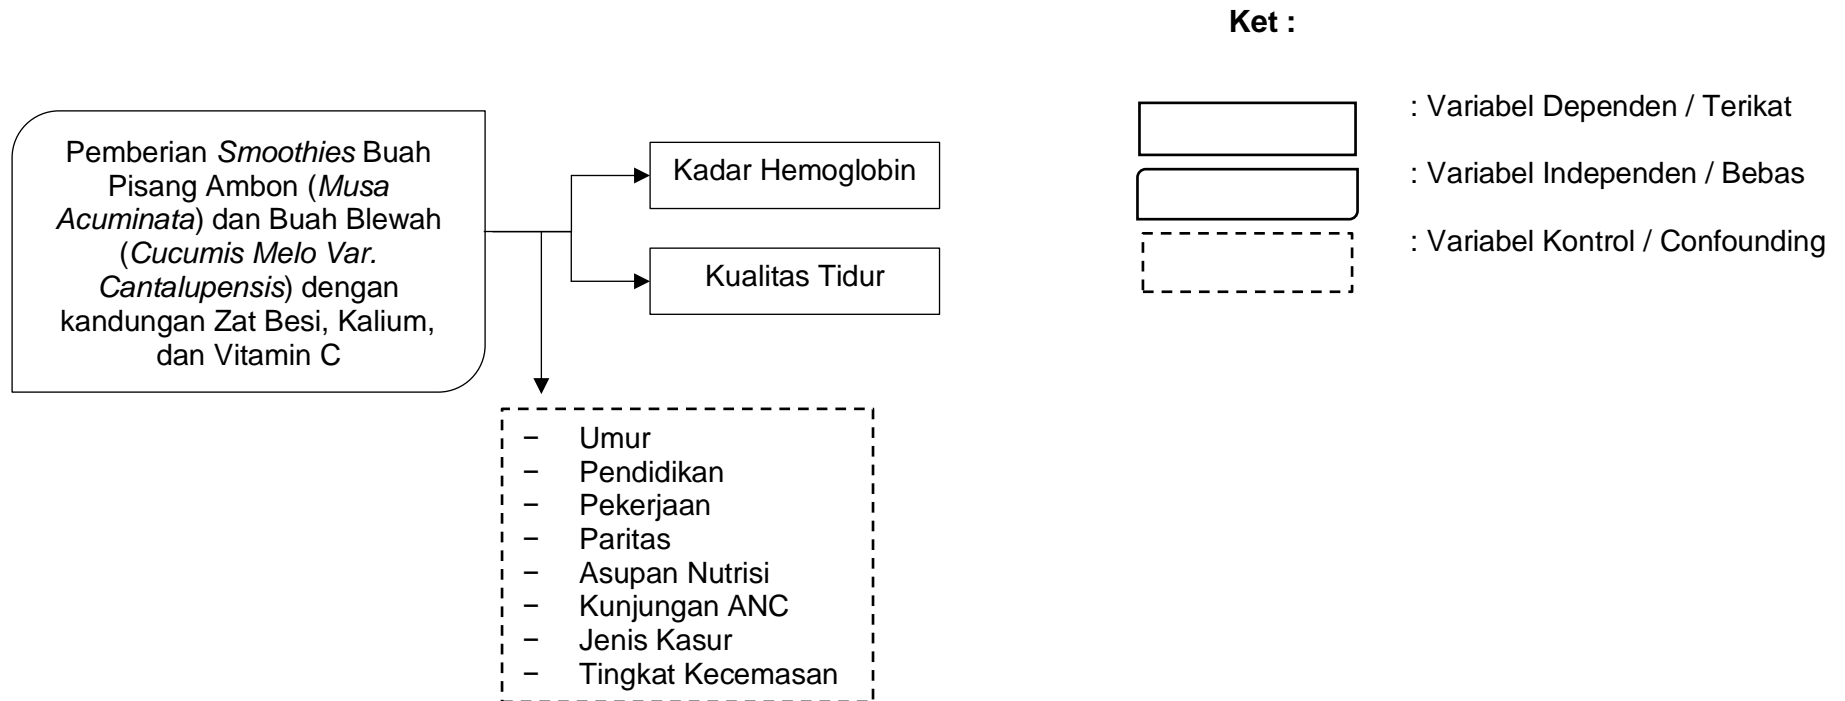 Ket :
Pemberian Smoothies Buah
Pisang Ambon (Musa
Acuminata) dan Buah Blewah
(Cucumis Melo Var.
Cantalupensis) dengan
kandungan Zat Besi, Kalium,
dan Vitamin C
Kadar Hemoglobin
Kualitas Tidur
− Umur
− Pendidikan
− Pekerjaan
− Paritas
− Asupan Nutrisi
− Kunjungan ANC
− Jenis Kasur
− Tingkat Kecemasan
: Variabel Dependen / Terikat
: Variabel Independen / Bebas
: Variabel Kontrol / Confounding